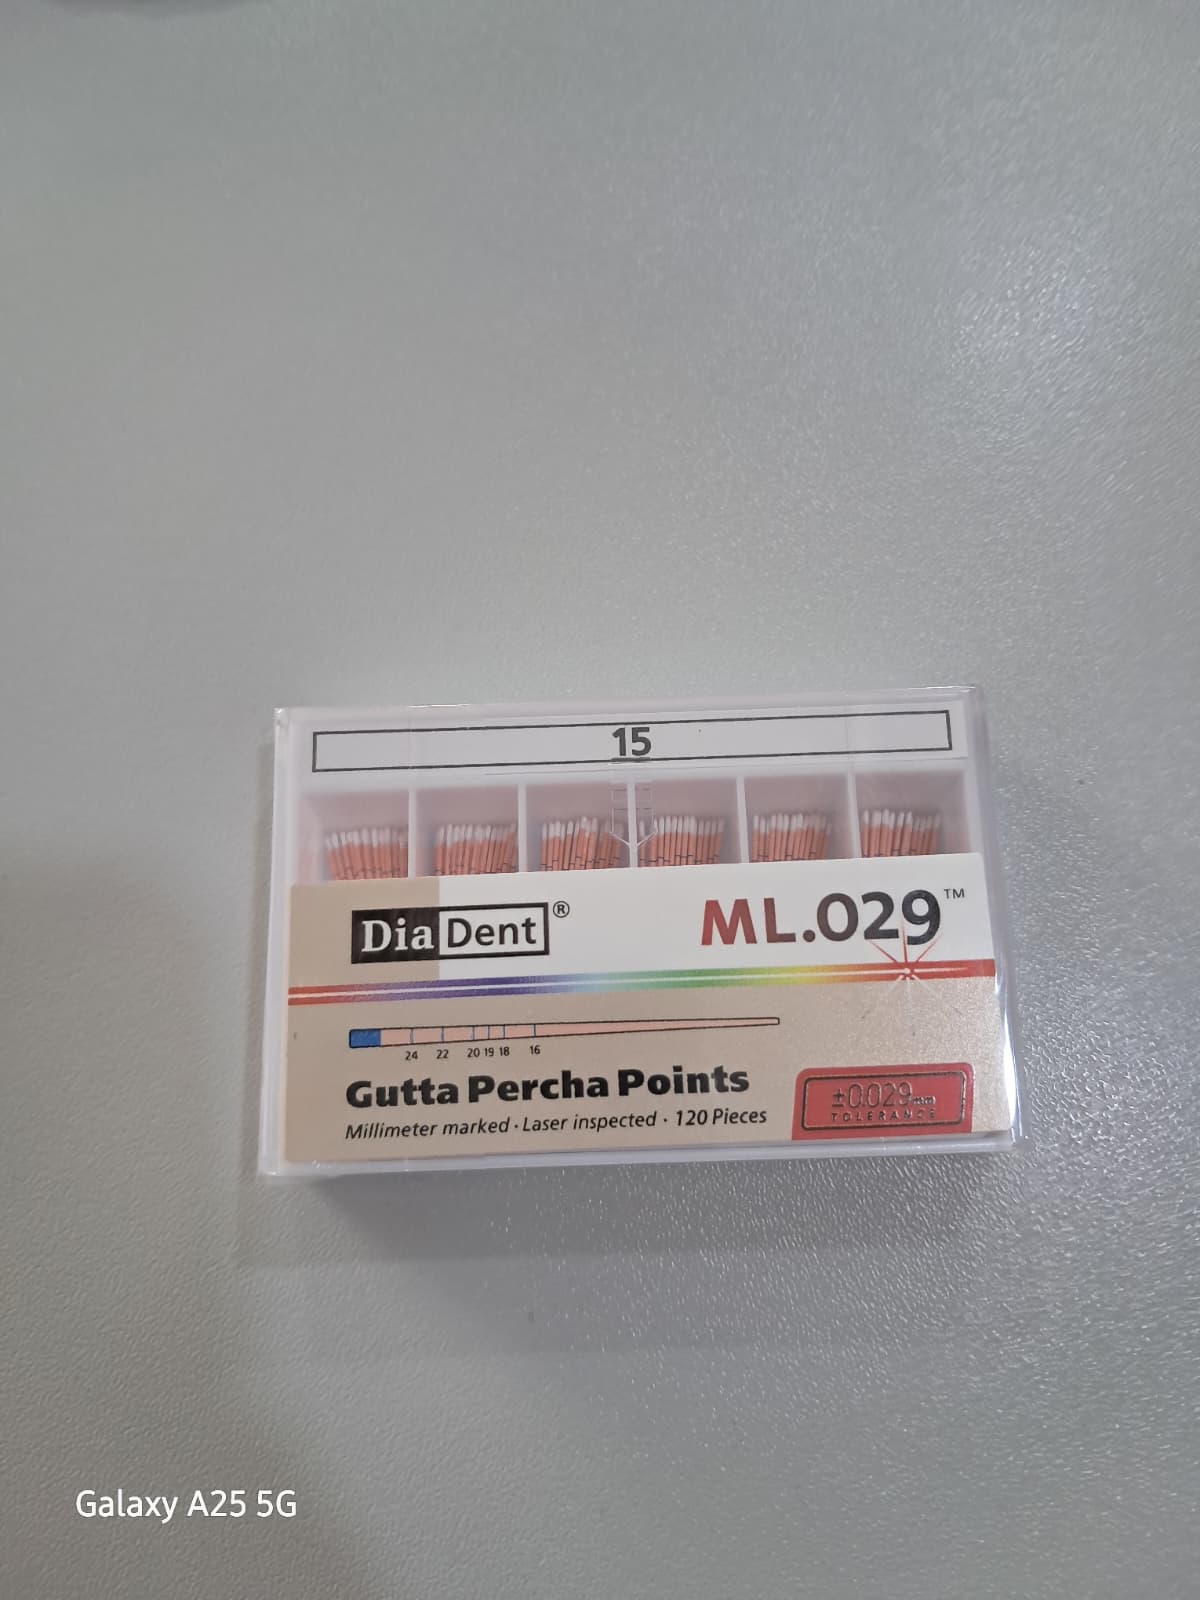 15
DiaDent®
ML.029™
24 22 20 19 18 16
Gutta Percha Points
Millimeter marked · Laser inspected · 120 Pieces
±0.029mm
TOLERANCE
Galaxy A25 5G